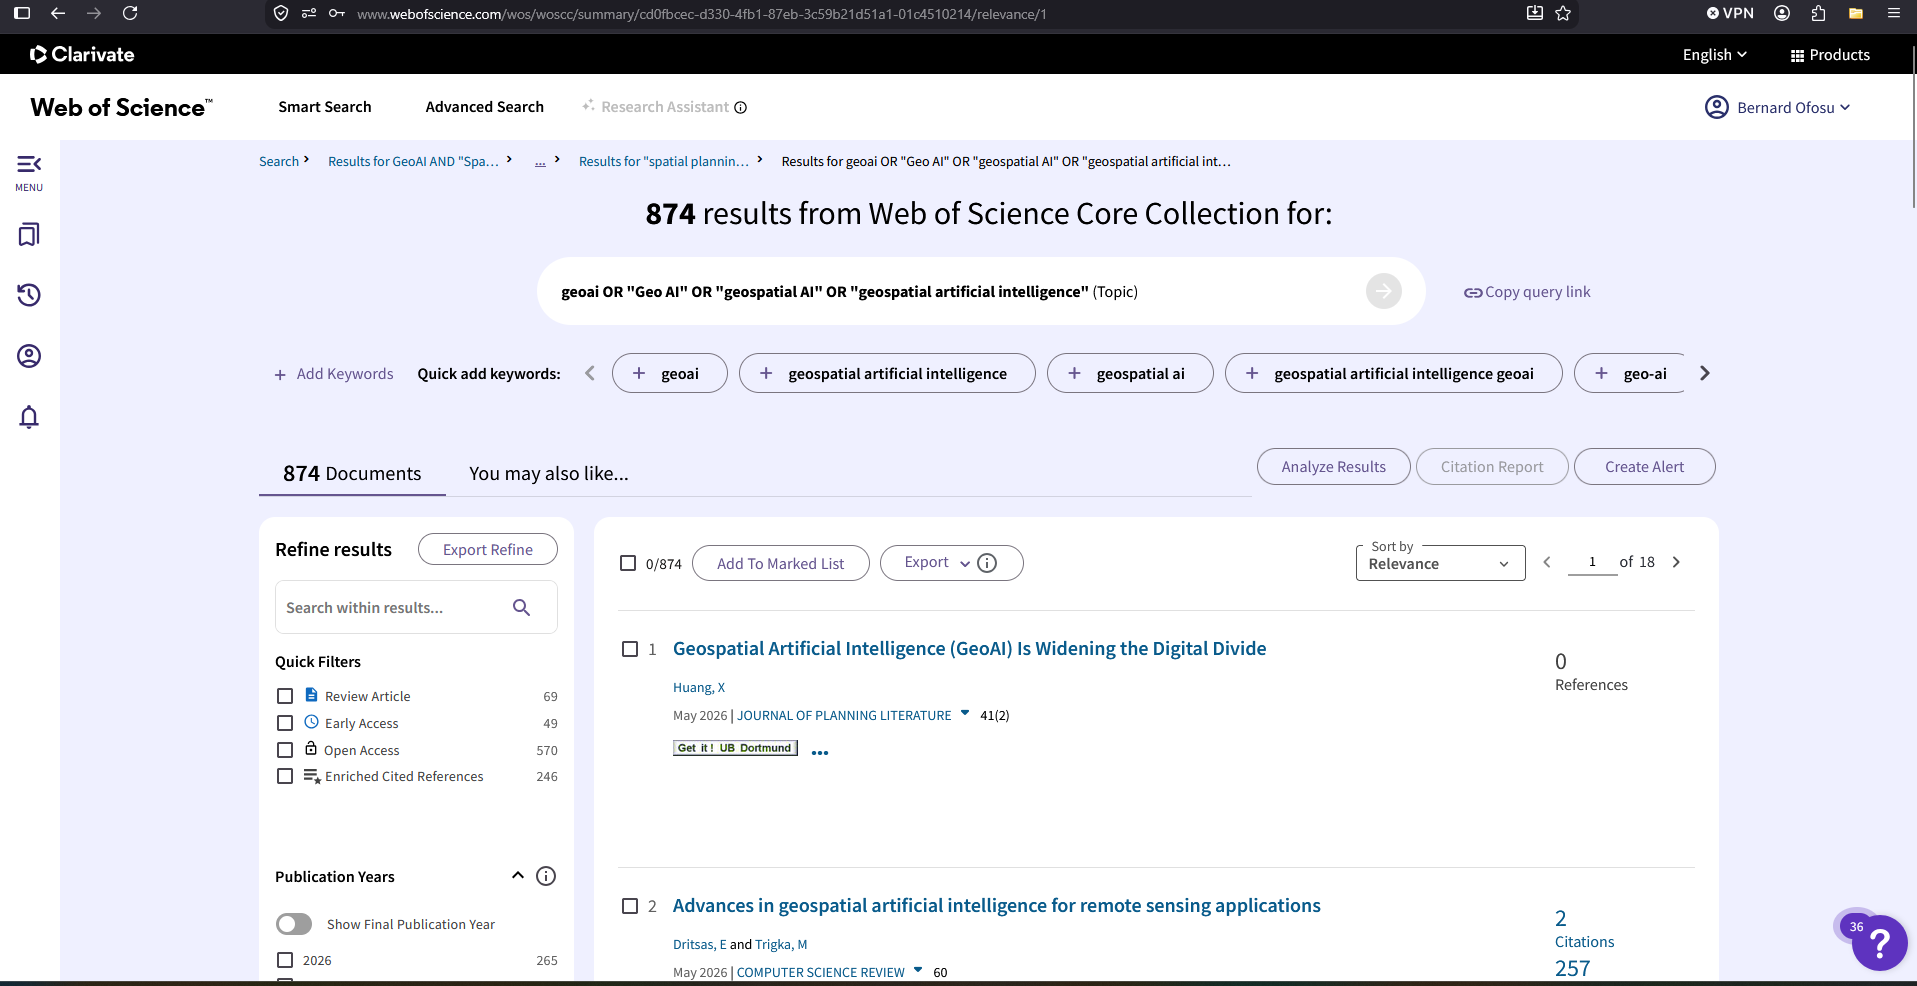 www.webofscience.com/wos/woscc/summary/cd0fbcec-d330-4fb1-87eb-3c59b21d51a1-01c4510214/relevance/1
VPN
Clarivate
English
Products
Web of Science™
Smart Search
Advanced Search
Research Assistant
Bernard Ofosu
MENU
Search
Results for GeoAI AND "Spa…
...
Results for "spatial plannin…
Results for geoai OR "Geo AI" OR "geospatial AI" OR "geospatial artificial int…
874 results from Web of Science Core Collection for:
geoai OR "Geo AI" OR "geospatial AI" OR "geospatial artificial intelligence" (Topic)
Copy query link
+ Add Keywords
Quick add keywords:
+ geoai
+ geospatial artificial intelligence
+ geospatial ai
+ geospatial artificial intelligence geoai
+ geo-ai
874 Documents
You may also like...
Analyze Results
Citation Report
Create Alert
Refine results
Export Refine
Search within results...
Quick Filters
Review Article 69
Early Access 49
Open Access 570
Enriched Cited References 246
Publication Years
Show Final Publication Year
2026 265
0/874
Add To Marked List
Export
Sort by
Relevance
1 of 18
1 Geospatial Artificial Intelligence (GeoAI) Is Widening the Digital Divide
Huang, X
May 2026 | JOURNAL OF PLANNING LITERATURE 41(2)
Get it! UB Dortmund
0
References
2 Advances in geospatial artificial intelligence for remote sensing applications
Dritsas, E and Trigka, M
May 2026 | COMPUTER SCIENCE REVIEW 60
2
Citations
257
36
?